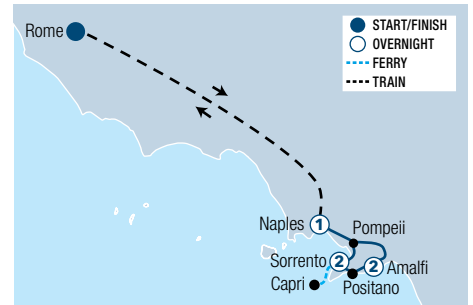 Rome
START/FINISH
OVERNIGHT
FERRY
TRAIN
Naples 1
Pompeii
Sorrento 2
2 Amalfi
Capri
Positano